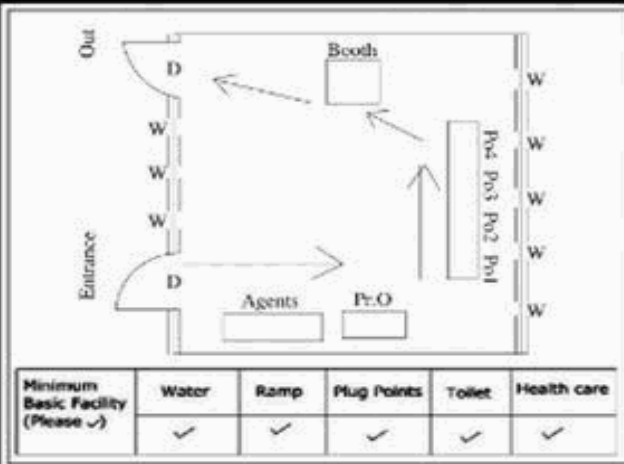 Out
Booth
D
W
W
W
W
W
W
W
W
Po4 Po3 Po2 Po1
Entrance
D
Agents
Pr.O
Minimum Basic Facility (Please ✓)
Water
Ramp
Plug Points
Toilet
Health care
✓
✓
✓
✓
✓